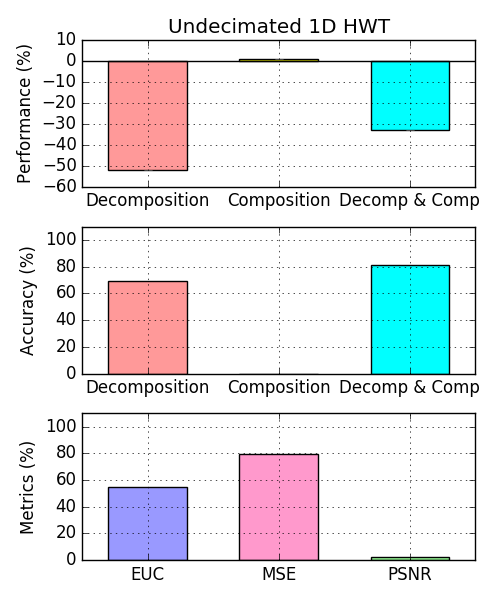 Undecimated 1D HWT
Performance (%)
10
0
−10
−20
−30
−40
−50
−60
Decomposition Composition Decomp & Comp
Accuracy (%)
100
80
60
40
20
0
Decomposition Composition Decomp & Comp
Metrics (%)
100
80
60
40
20
0
EUC MSE PSNR